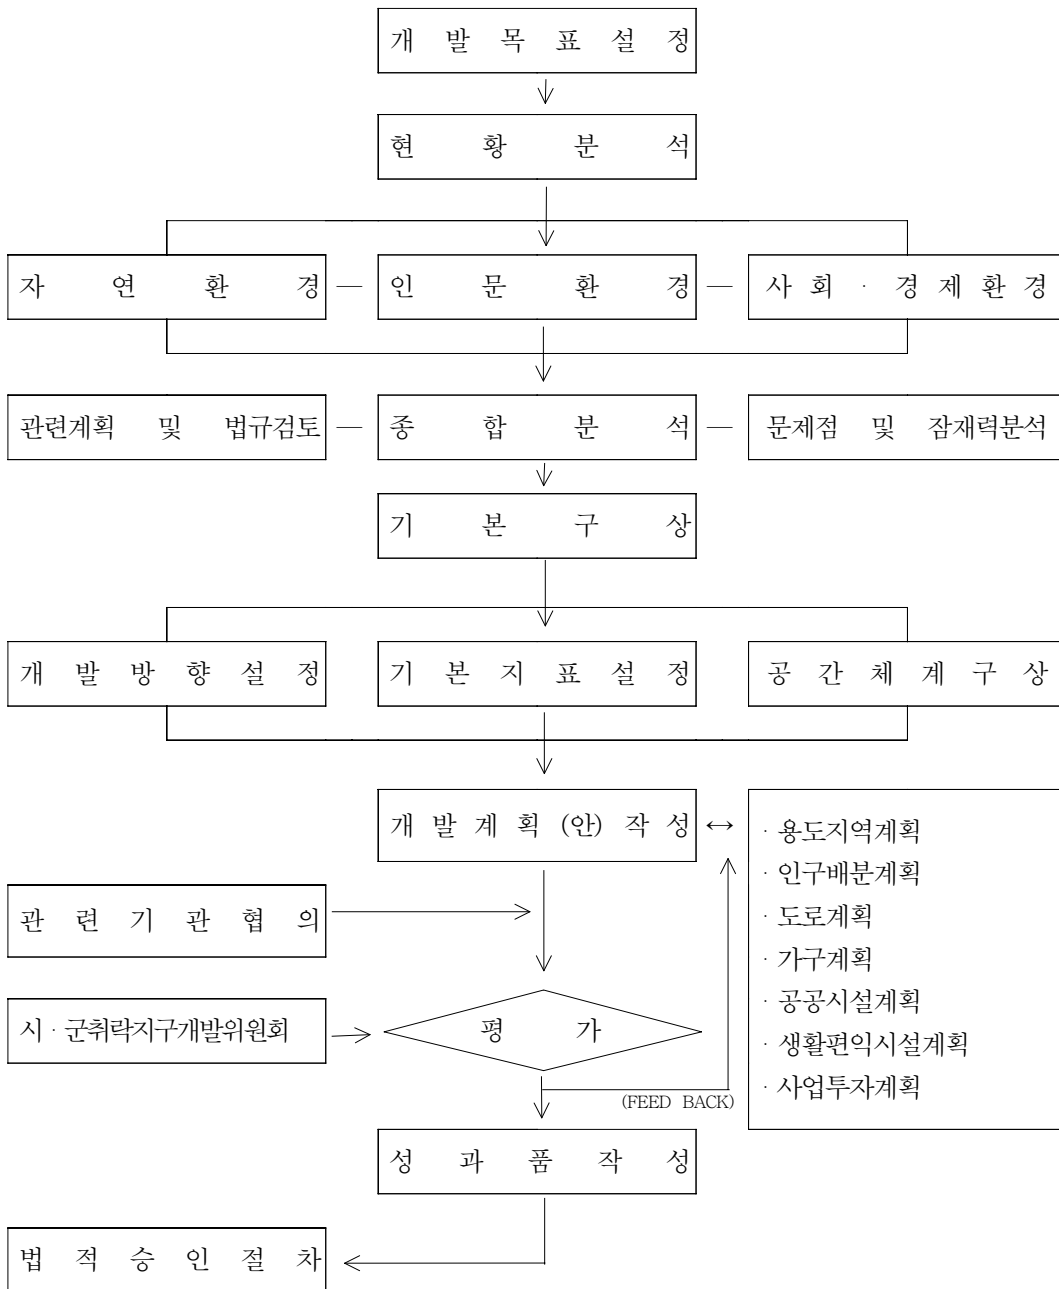 개 발 목 표 설 정
현 황 분 석
자 연 환 경 — 인 문 환 경 — 사 회 · 경 제 환 경
관련계획 및 법규검토 — 종 합 분 석 — 문제점 및 잠재력분석
기 본 구 상
개 발 방 향 설 정
기 본 지 표 설 정
공 간 체 계 구 상
개 발 계 획 (안) 작 성 ↔
· 용도지역계획
· 인구배분계획
· 도로계획
· 가구계획
· 공공시설계획
· 생활편익시설계획
· 사업투자계획
관 련 기 관 협 의
시 · 군취락지구개발위원회
평 가
(FEED BACK)
성 과 품 작 성
법 적 승 인 절 차